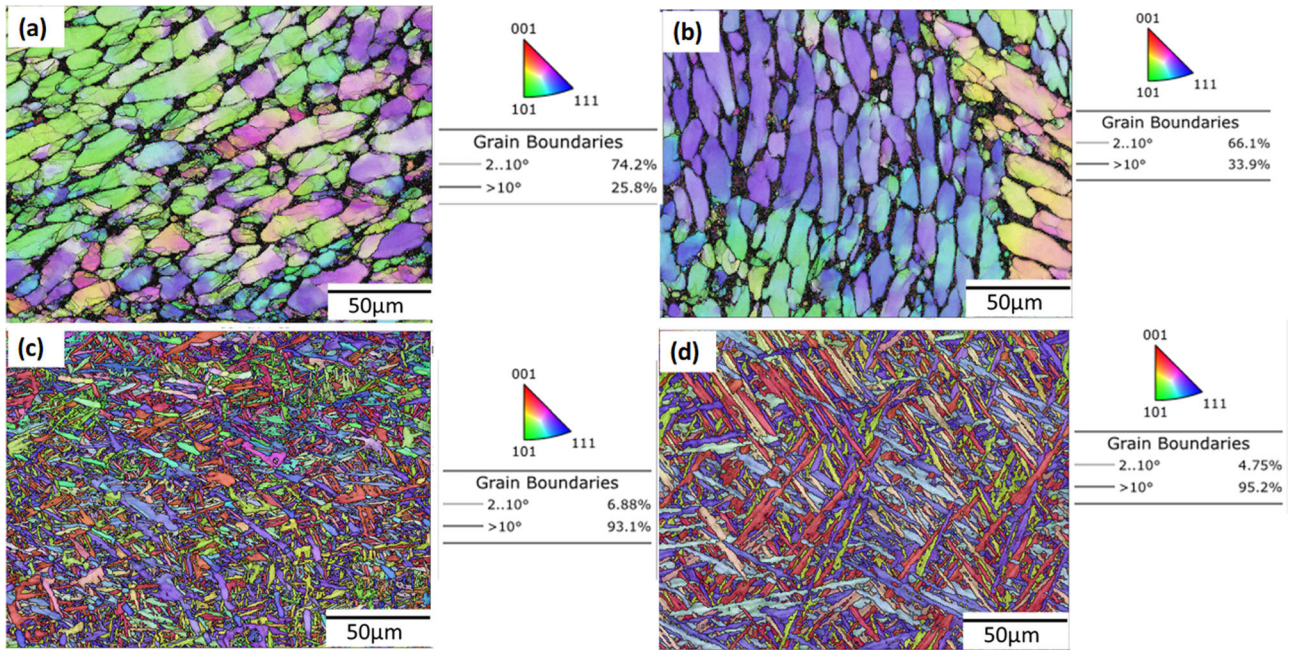 (a)
001
101
111
Grain Boundaries
2..10° 74.2%
>10° 25.8%
50µm
(b)
001
101
111
Grain Boundaries
2..10° 66.1%
>10° 33.9%
50µm
(c)
001
101
111
Grain Boundaries
2..10° 6.88%
>10° 93.1%
50µm
(d)
001
101
111
Grain Boundaries
2..10° 4.75%
>10° 95.2%
50µm